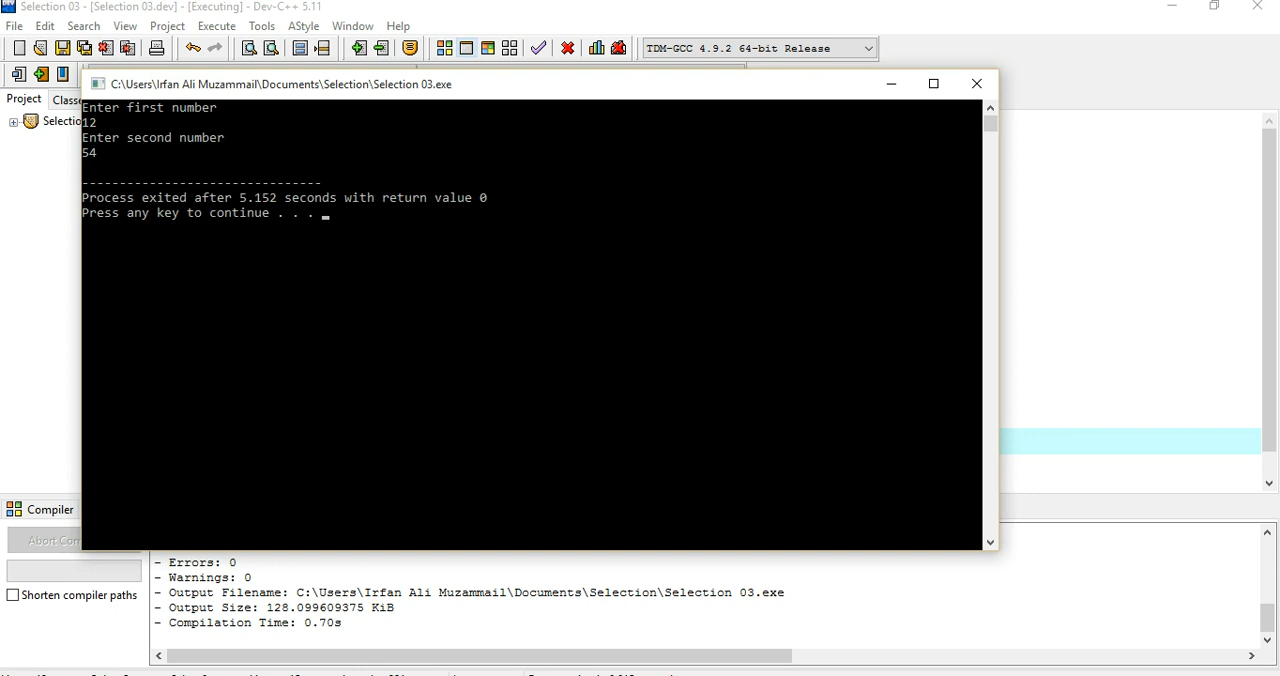 Selection 03 - [Selection 03.dev] - [Executing] - Dev-C++ 5.11
File Edit Search View Project Execute Tools AStyle Window Help
TDM-GCC 4.9.2 64-bit Release
C:\Users\Irfan Ali Muzammail\Documents\Selection\Selection 03.exe
Project Classe
Selectio
Enter first number
12
Enter second number
54
--------------------------------
Process exited after 5.152 seconds with return value 0
Press any key to continue . . . _
Compiler
Abort Com
Shorten compiler paths
- Errors: 0
- Warnings: 0
- Output Filename: C:\Users\Irfan Ali Muzammail\Documents\Selection\Selection 03.exe
- Output Size: 128.099609375 KiB
- Compilation Time: 0.70s